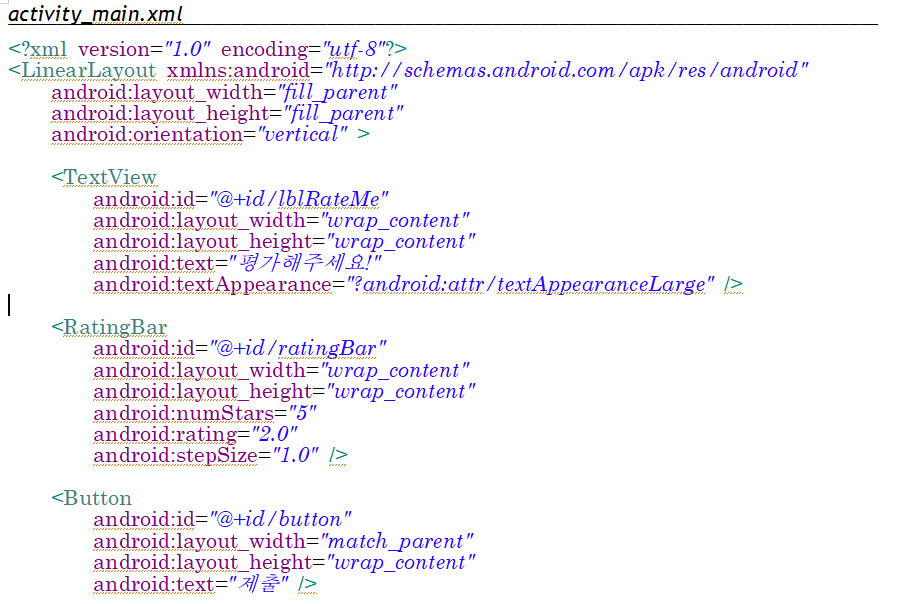 activity_main.xml
<?xml version="1.0" encoding="utf-8"?>
<LinearLayout xmlns:android="http://schemas.android.com/apk/res/android"
android:layout_width="fill_parent"
android:layout_height="fill_parent"
android:orientation="vertical" >
<TextView
android:id="@+id/lblRateMe"
android:layout_width="wrap_content"
android:layout_height="wrap_content"
android:text="평가해주세요!"
android:textAppearance="?android:attr/textAppearanceLarge" />
<RatingBar
android:id="@+id/ratingBar"
android:layout_width="wrap_content"
android:layout_height="wrap_content"
android:numStars="5"
android:rating="2.0"
android:stepSize="1.0" />
<Button
android:id="@+id/button"
android:layout_width="match_parent"
android:layout_height="wrap_content"
android:text="제출" />